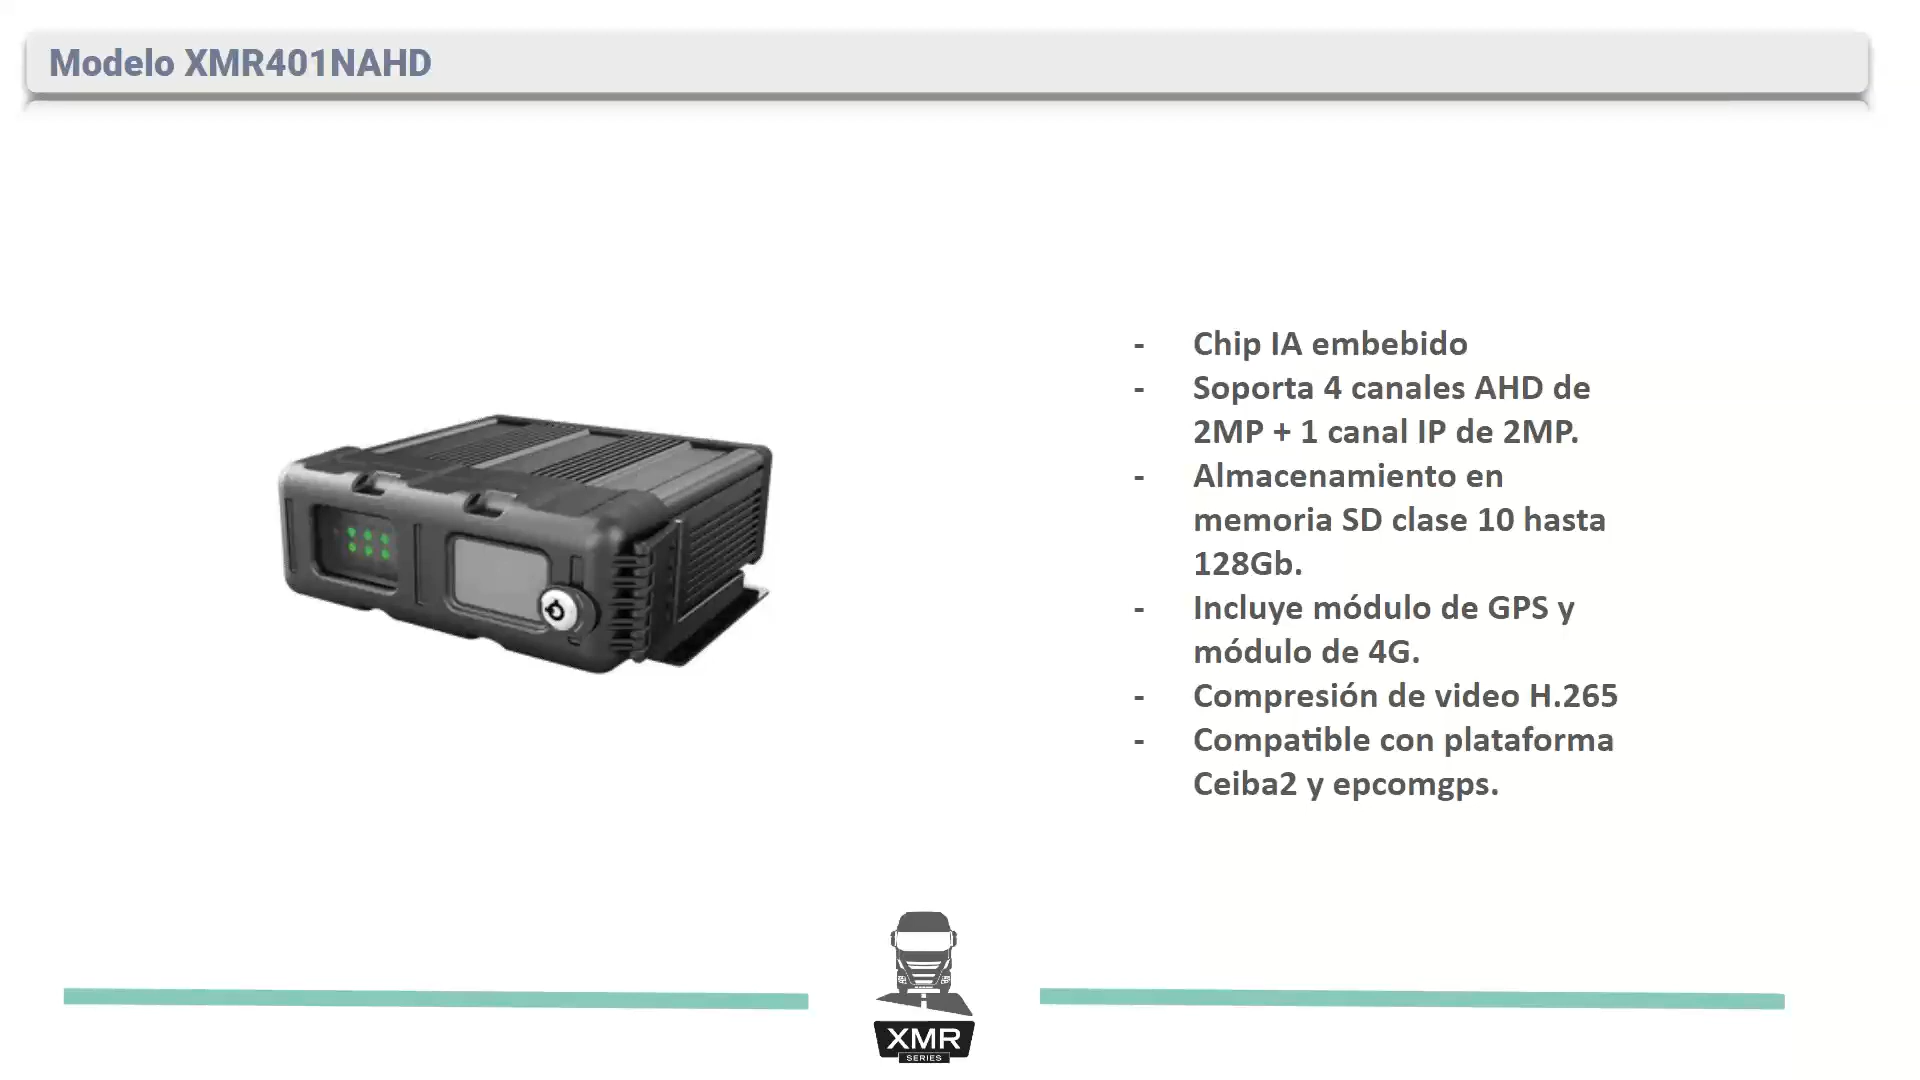 Modelo XMR401NAHD
- Chip IA embebido
- Soporta 4 canales AHD de
2MP + 1 canal IP de 2MP.
- Almacenamiento en
memoria SD clase 10 hasta
128Gb.
- Incluye módulo de GPS y
módulo de 4G.
- Compresión de video H.265
- Compatible con plataforma
Ceiba2 y epcomgps.
XMR
SERIES